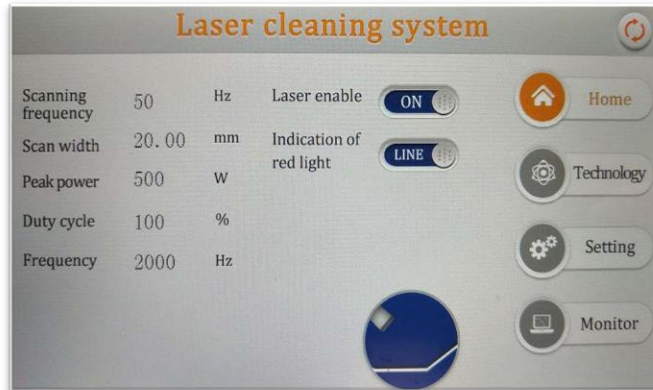 Laser cleaning system
Scanning
frequency 50 Hz
Scan width 20.00 mm
Peak power 500 W
Duty cycle 100 %
Frequency 2000 Hz
Laser enable ON
Indication of
red light LINE
Home
Technology
Setting
Monitor